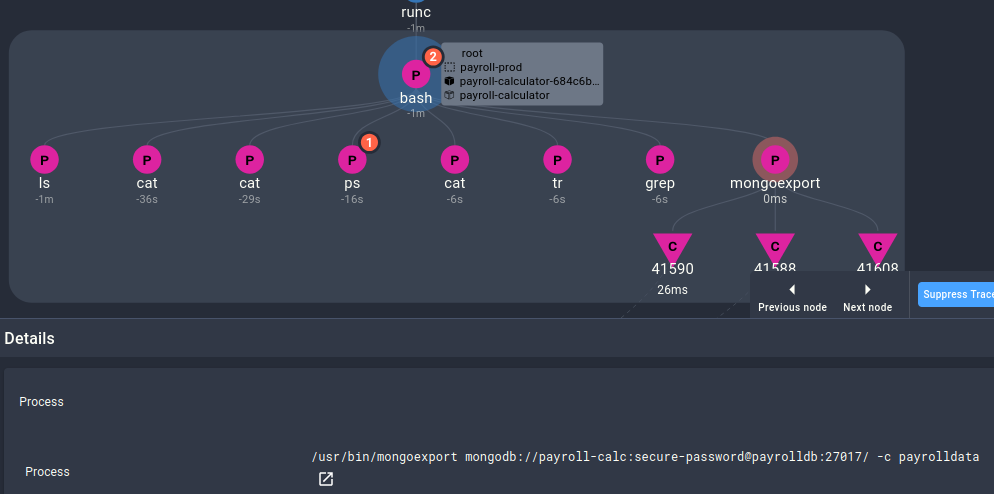 runc
-1m
2
root
payroll-prod
payroll-calculator-684c6b...
payroll-calculator
P
bash
-1m
1
P P P P P P P P
ls cat cat ps cat tr grep mongoexport
-1m -36s -29s -16s -6s -6s -6s 0ms
C C C
41590 41588 41608
26ms
Previous node Next node
Suppress Trace
Details
Process
Process
/usr/bin/mongoexport mongodb://payroll-calc:secure-password@payrolldb:27017/ -c payrolldata